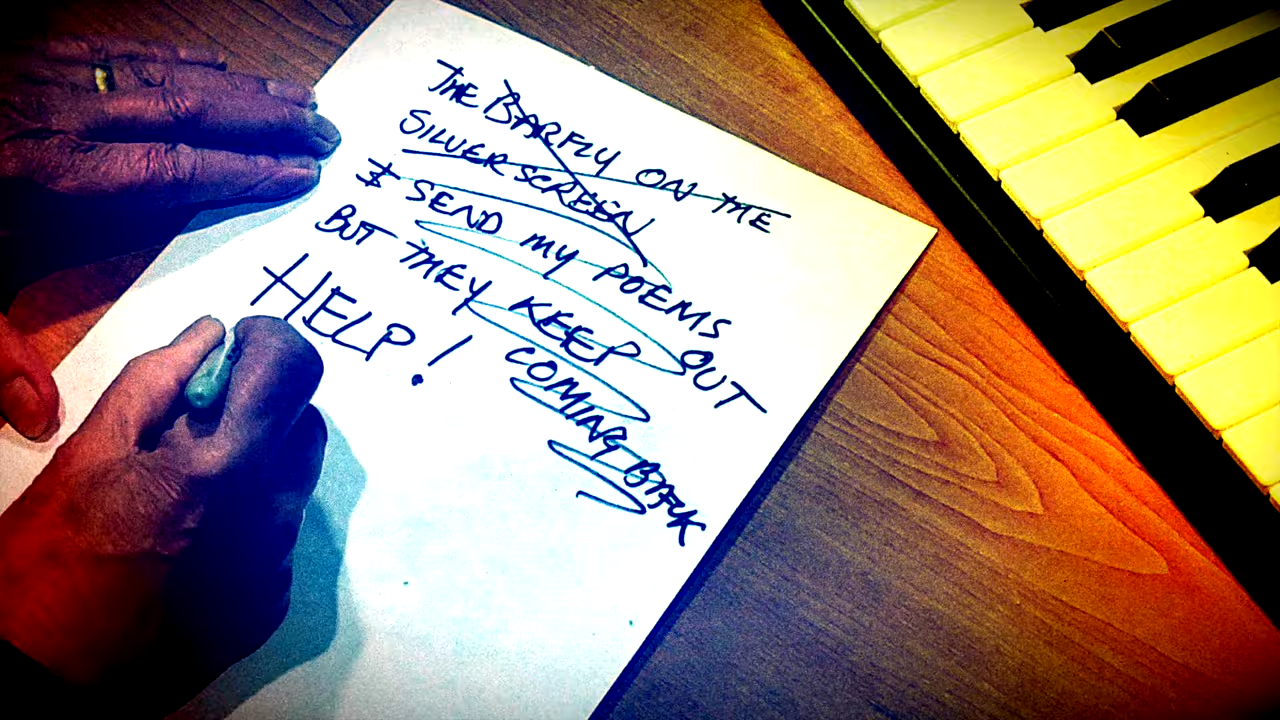 THE BARFLY ON THE
SILVER SCREEN
I SEND MY POEMS OUT
BUT THEY KEEP COMING BACK
HELP!